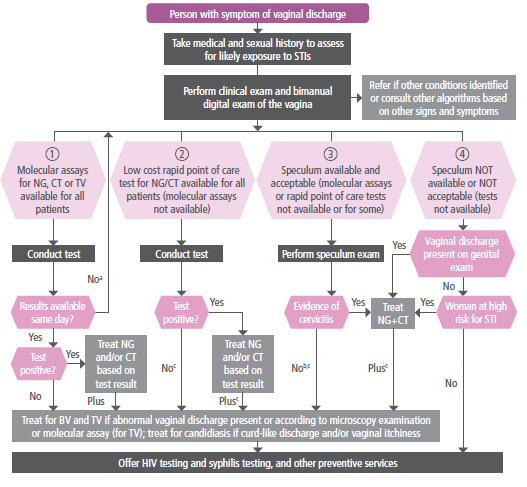 Person with symptom of vaginal discharge
Take medical and sexual history to assess
for likely exposure to STIs
Perform clinical exam and bimanual
digital exam of the vagina
Refer if other conditions identified
or consult other algorithms based
on other signs and symptoms
1
Molecular assays
for NG, CT or TV
available for all
patients
2
Low cost rapid point of care
test for NG/CT available for all
patients (molecular assays
not available)
3
Speculum available and
acceptable (molecular assays
or rapid point of care tests
not available or for some)
4
Speculum NOT
available or NOT
acceptable (tests
not available)
Conduct test
Conduct test
Perform speculum exam
Yes
Vaginal discharge
present on genital
exam
Noᵃ
No
Results available
same day?
Test
positive?
Yes
Evidence of
cervicitis
Yes
Treat
NG+CT
Yes
Woman at high
risk for STI
Yes
Test
positive?
Yes
Treat NG
and/or CT
based on
test result
Noᶜ
Treat NG
and/or CT
based on
test result
Noᵇ,ᶜ
Plusᶜ
No
No
Plus
Plusᶜ
Treat for BV and TV if abnormal vaginal discharge present or according to microscopy examination
or molecular assay (for TV); treat for candidiasis if curd-like discharge and/or vaginal itchiness
Offer HIV testing and syphilis testing, and other preventive services